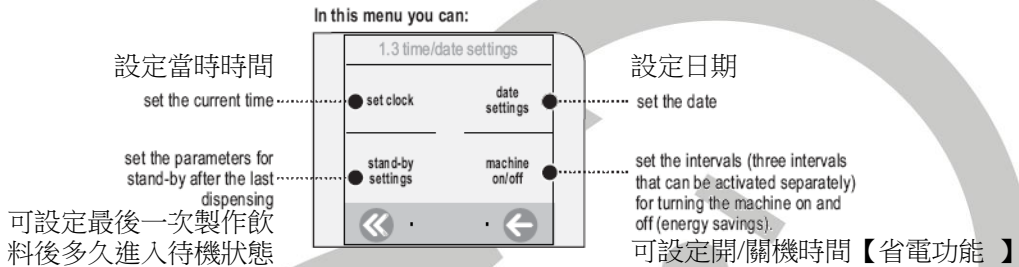 In this menu you can:
1.3 time/date settings
設定當時時間
set the current time
set clock
date
settings
設定日期
set the date
set the parameters for
stand-by after the last
dispensing
可設定最後一次製作飲
料後多久進入待機狀態
stand-by
settings
machine
on/off
set the intervals (three intervals
that can be activated separately)
for turning the machine on and
off (energy savings).
可設定開/關機時間【省電功能 】